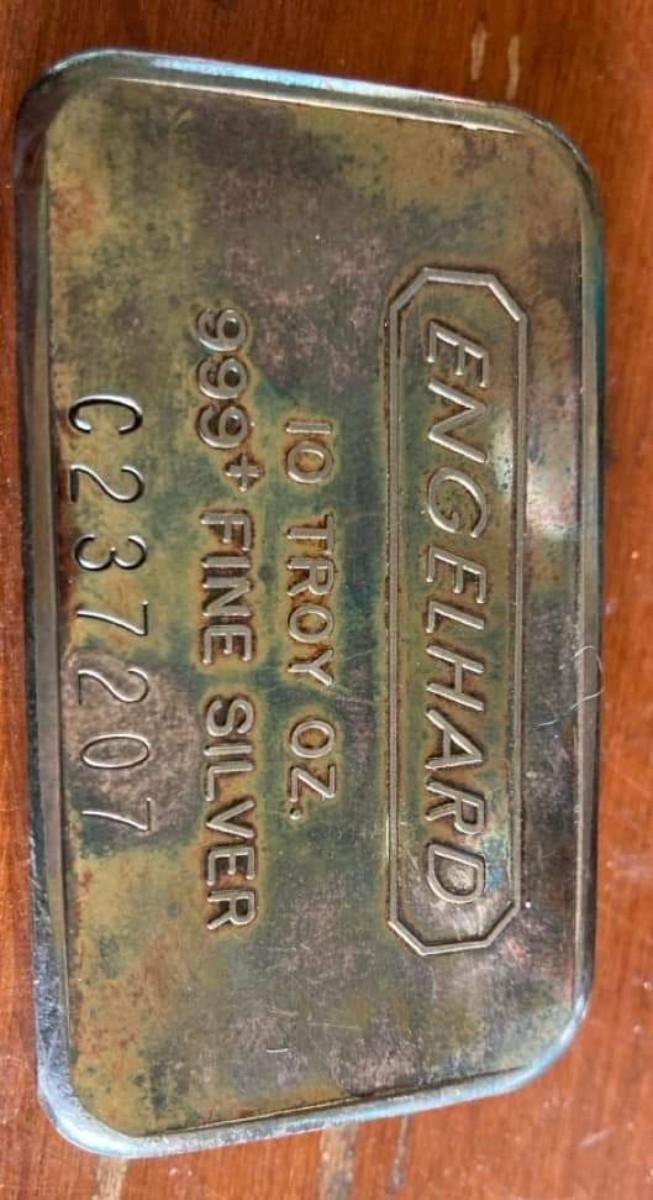 ENGELHARD
10 TROY OZ.
999+ FINE SILVER
C237207